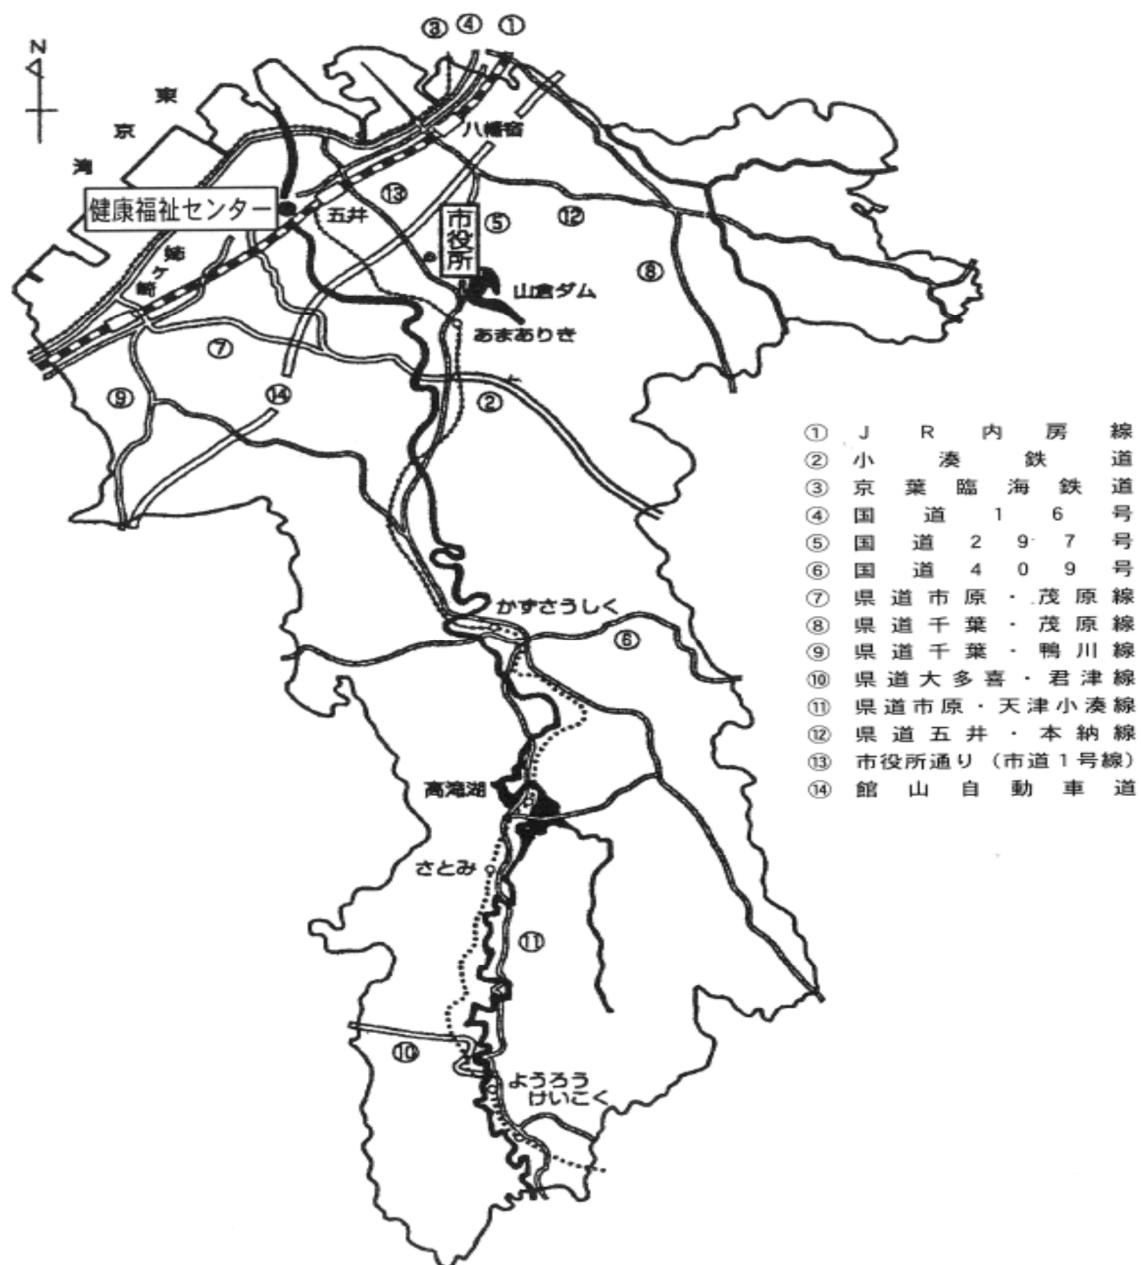 ③ ④ ①
N
東京湾
八幡宿
健康福祉センター
⑬
五井
市役所
⑤
⑫
姉ヶ崎
⑧
山倉ダム
あまありき
⑦
⑨
⑭
②
① JR内房線
② 小湊鉄道
③ 京葉臨海鉄道
④ 国道16号
⑤ 国道297号
⑥ 国道409号
⑦ 県道市原・茂原線
⑧ 県道千葉・茂原線
⑨ 県道千葉・鴨川線
⑩ 県道大多喜・君津線
⑪ 県道市原・天津小湊線
⑫ 県道五井・本納線
⑬ 市役所通り(市道1号線)
⑭ 館山自動車道
かずさうしく
⑥
高滝湖
さとみ
⑪
⑩
ようろう
けいこく